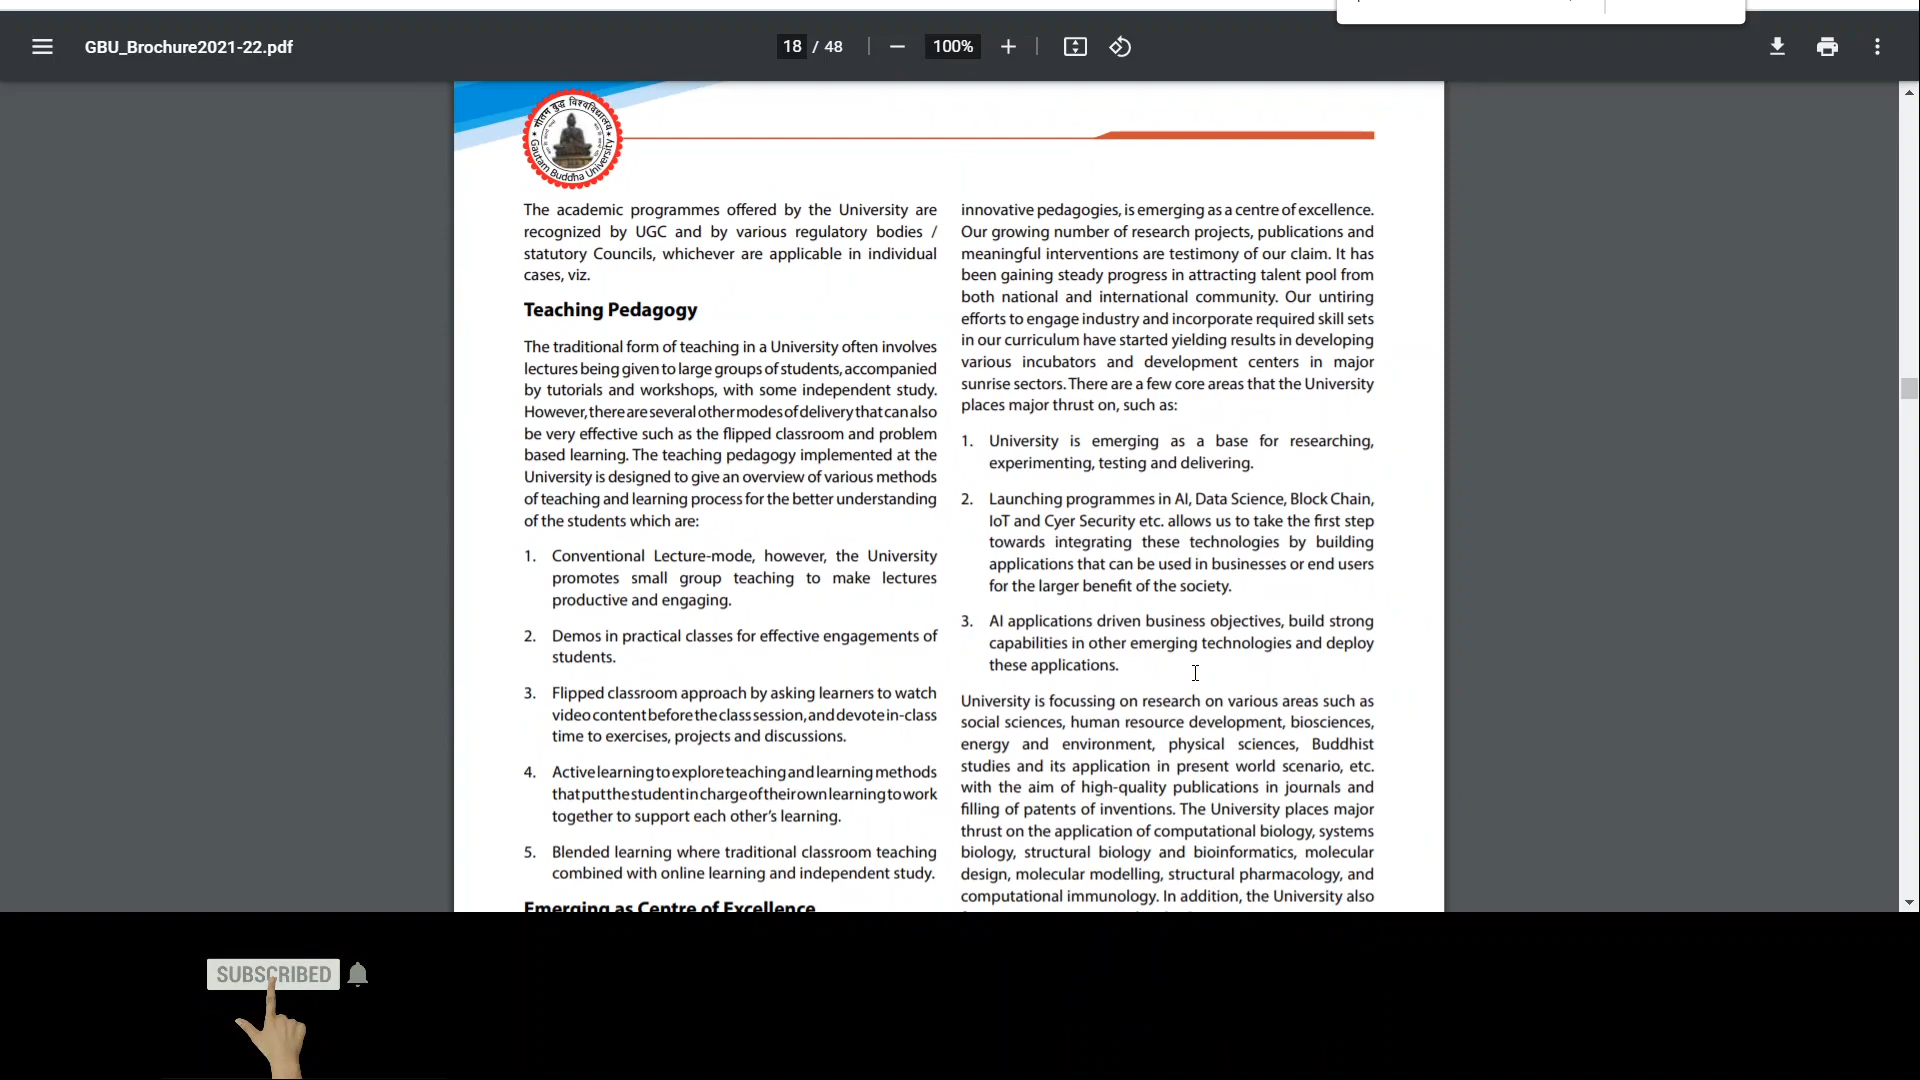 GBU_Brochure2021-22.pdf
18 / 48
100%
गौतम बुद्ध विश्वविद्यालय
Gautam Buddha University
The academic programmes offered by the University are
recognized by UGC and by various regulatory bodies /
statutory Councils, whichever are applicable in individual
cases, viz.
Teaching Pedagogy
The traditional form of teaching in a University often involves
lectures being given to large groups of students, accompanied
by tutorials and workshops, with some independent study.
However, there are several other modes of delivery that can also
be very effective such as the flipped classroom and problem
based learning. The teaching pedagogy implemented at the
University is designed to give an overview of various methods
of teaching and learning process for the better understanding
of the students which are:
1. Conventional Lecture-mode, however, the University
promotes small group teaching to make lectures
productive and engaging.
2. Demos in practical classes for effective engagements of
students.
3. Flipped classroom approach by asking learners to watch
video content before the class session, and devote in-class
time to exercises, projects and discussions.
4. Active learning to explore teaching and learning methods
that put the student in charge of their own learning to work
together to support each other's learning.
5. Blended learning where traditional classroom teaching
combined with online learning and independent study.
Emerging as Centre of Excellence
innovative pedagogies, is emerging as a centre of excellence.
Our growing number of research projects, publications and
meaningful interventions are testimony of our claim. It has
been gaining steady progress in attracting talent pool from
both national and international community. Our untiring
efforts to engage industry and incorporate required skill sets
in our curriculum have started yielding results in developing
various incubators and development centers in major
sunrise sectors. There are a few core areas that the University
places major thrust on, such as:
1. University is emerging as a base for researching,
experimenting, testing and delivering.
2. Launching programmes in AI, Data Science, Block Chain,
IoT and Cyer Security etc. allows us to take the first step
towards integrating these technologies by building
applications that can be used in businesses or end users
for the larger benefit of the society.
3. AI applications driven business objectives, build strong
capabilities in other emerging technologies and deploy
these applications.
University is focussing on research on various areas such as
social sciences, human resource development, biosciences,
energy and environment, physical sciences, Buddhist
studies and its application in present world scenario, etc.
with the aim of high-quality publications in journals and
filling of patents of inventions. The University places major
thrust on the application of computational biology, systems
biology, structural biology and bioinformatics, molecular
design, molecular modelling, structural pharmacology, and
computational immunology. In addition, the University also
SUBSCRIBED